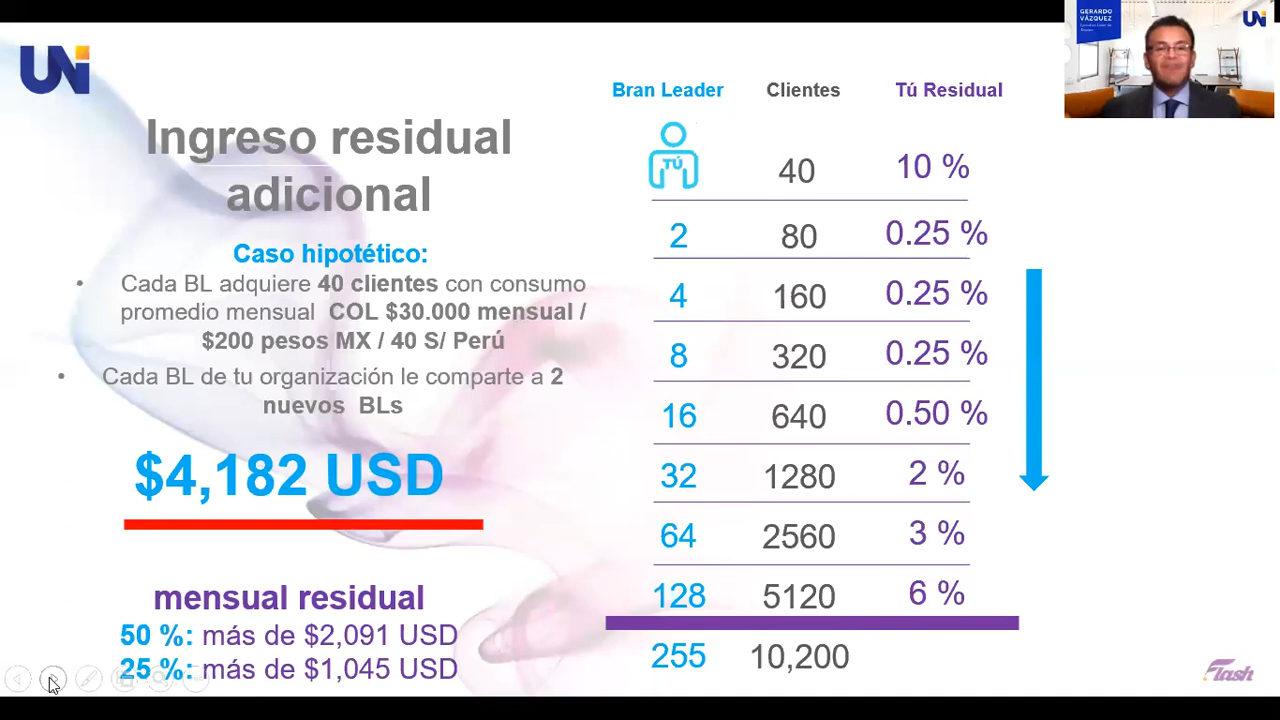 UNi
Ingreso residual
adicional
Caso hipotético:
• Cada BL adquiere 40 clientes con consumo
promedio mensual COL $30.000 mensual /
$200 pesos MX / 40 S/ Perú
• Cada BL de tu organización le comparte a 2
nuevos BLs
$4,182 USD
mensual residual
50 %: más de $2,091 USD
25 %: más de $1,045 USD
Bran Leader Clientes Tú Residual
TÚ 40 10 %
2 80 0.25 %
4 160 0.25 %
8 320 0.25 %
16 640 0.50 %
32 1280 2 %
64 2560 3 %
128 5120 6 %
255 10,200
Flash
GERARDO
VÁZQUEZ
UNi